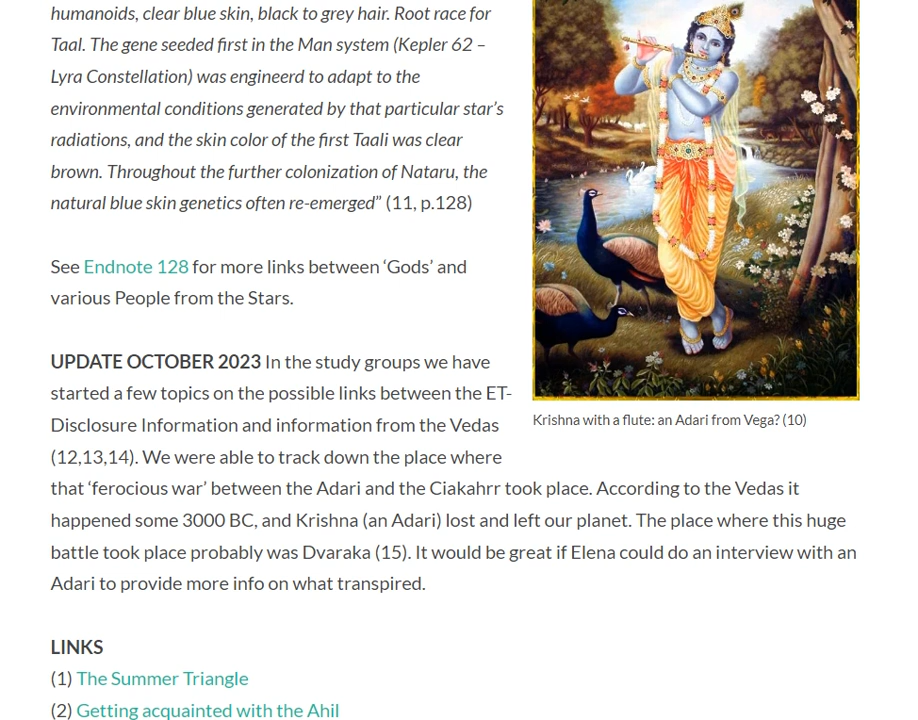 humanoids, clear blue skin, black to grey hair. Root race for
Taal. The gene seeded first in the Man system (Kepler 62 –
Lyra Constellation) was engineerd to adapt to the
environmental conditions generated by that particular star’s
radiations, and the skin color of the first Taali was clear
brown. Throughout the further colonization of Nataru, the
natural blue skin genetics often re-emerged” (11, p.128)
See Endnote 128 for more links between ‘Gods’ and
various People from the Stars.
UPDATE OCTOBER 2023 In the study groups we have
started a few topics on the possible links between the ET-
Disclosure Information and information from the Vedas
(12,13,14). We were able to track down the place where
Krishna with a flute: an Adari from Vega? (10)
that ‘ferocious war’ between the Adari and the Ciakahrr took place. According to the Vedas it
happened some 3000 BC, and Krishna (an Adari) lost and left our planet. The place where this huge
battle took place probably was Dvaraka (15). It would be great if Elena could do an interview with an
Adari to provide more info on what transpired.
LINKS
(1) The Summer Triangle
(2) Getting acquainted with the Ahil